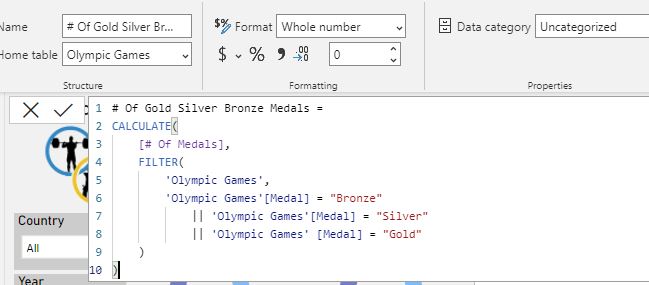 Name # Of Gold Silver Br... $% Format Whole number Data category Uncategorized
Home table Olympic Games $ % 9 .00 →0 0
Structure Formatting Properties
1 # Of Gold Silver Bronze Medals =
2 CALCULATE(
3 [# Of Medals],
4 FILTER(
5 'Olympic Games',
6 'Olympic Games'[Medal] = "Bronze"
7 || 'Olympic Games'[Medal] = "Silver"
8 || 'Olympic Games' [Medal] = "Gold"
9 )
10 )
Country
All
Year